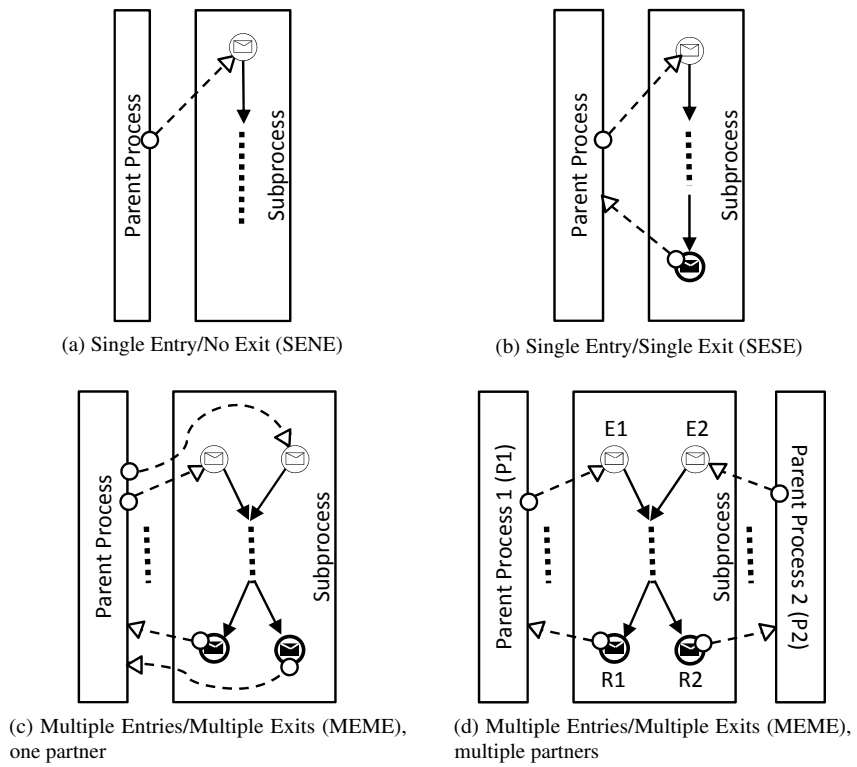 Parent Process
Subprocess
(a) Single Entry/No Exit (SENE)
Parent Process
Subprocess
(b) Single Entry/Single Exit (SESE)
Parent Process
Subprocess
(c) Multiple Entries/Multiple Exits (MEME),
one partner
Parent Process 1 (P1)
E1
E2
Subprocess
Parent Process 2 (P2)
R1
R2
(d) Multiple Entries/Multiple Exits (MEME),
multiple partners